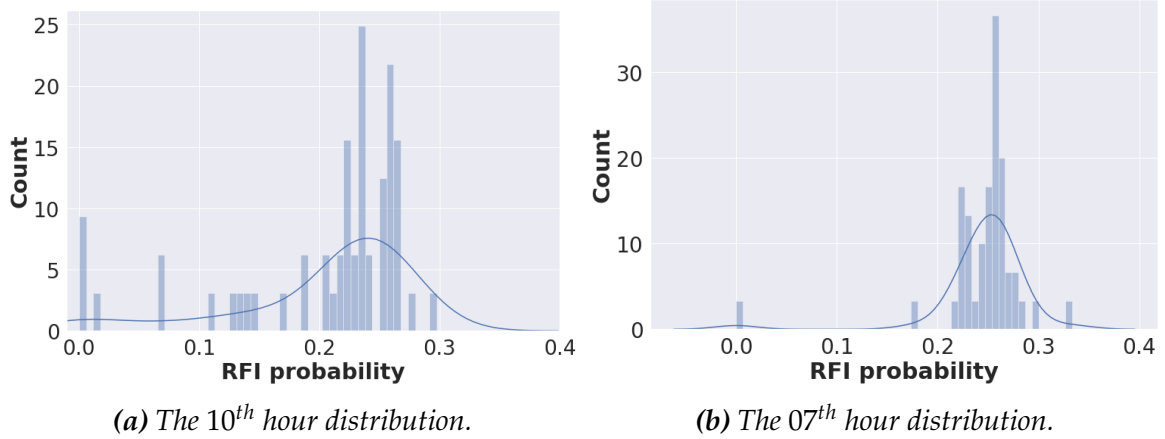 25
20
15
10
5
0
Count
0.0 0.1 0.2 0.3 0.4
RFI probability
(a) The 10th hour distribution.
30
20
10
0
Count
0.0 0.1 0.2 0.3 0.4
RFI probability
(b) The 07th hour distribution.